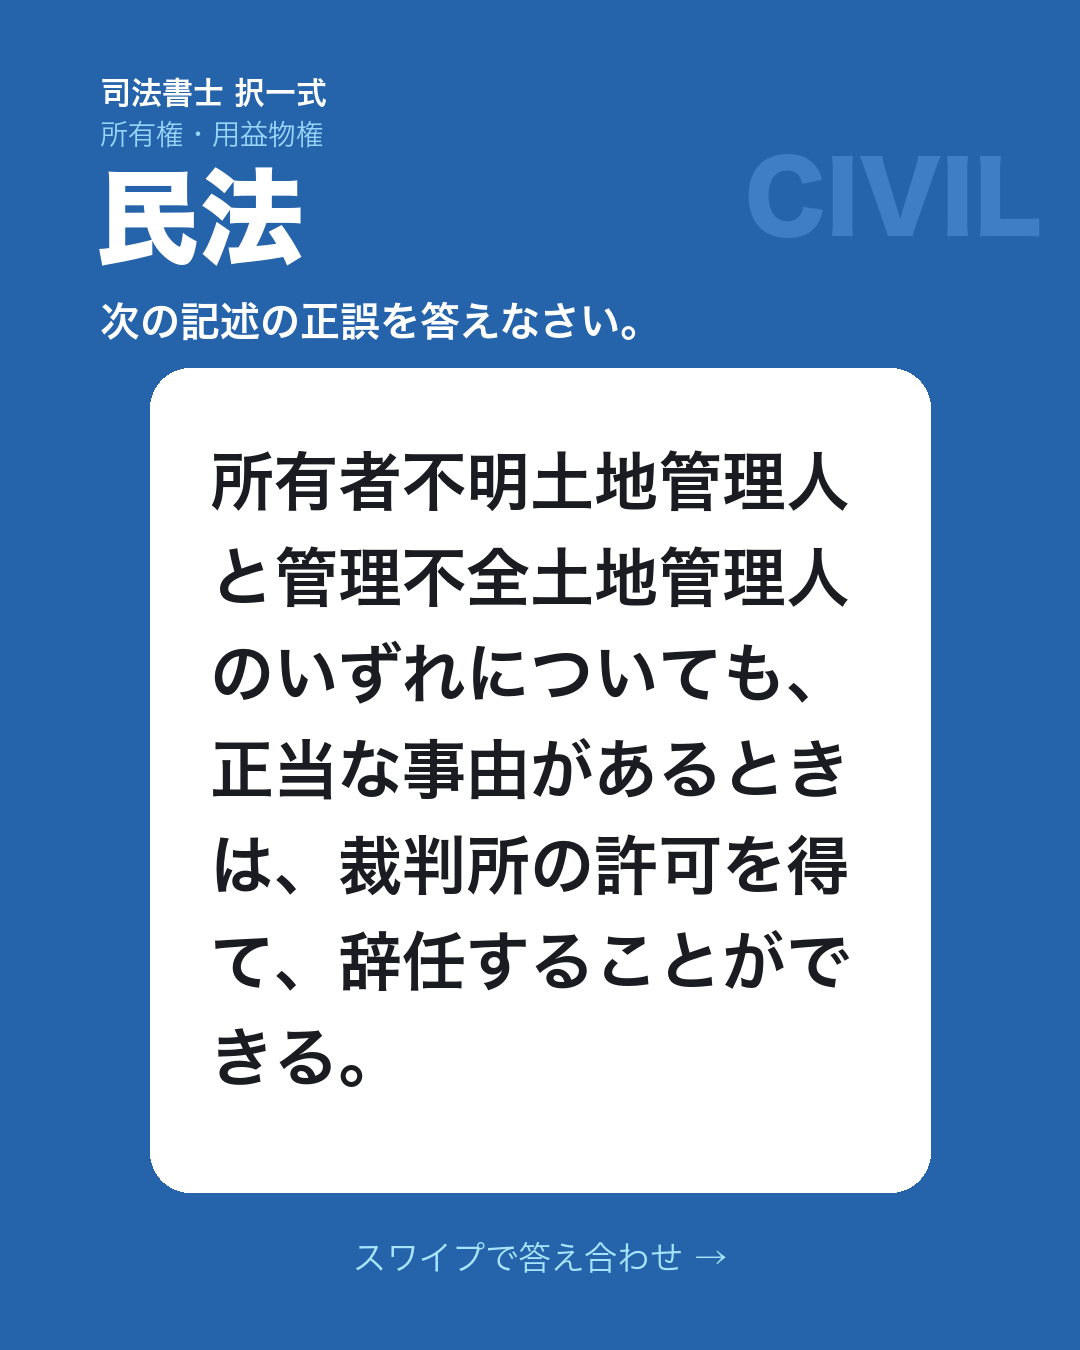 司法書士 択一式
所有権・用益物権
民法
CIVIL
次の記述の正誤を答えなさい。
所有者不明土地管理人
と管理不全土地管理人
のいずれについても、
正当な事由があるとき
は、裁判所の許可を得
て、辞任することがで
きる。
スワイプで答え合わせ →